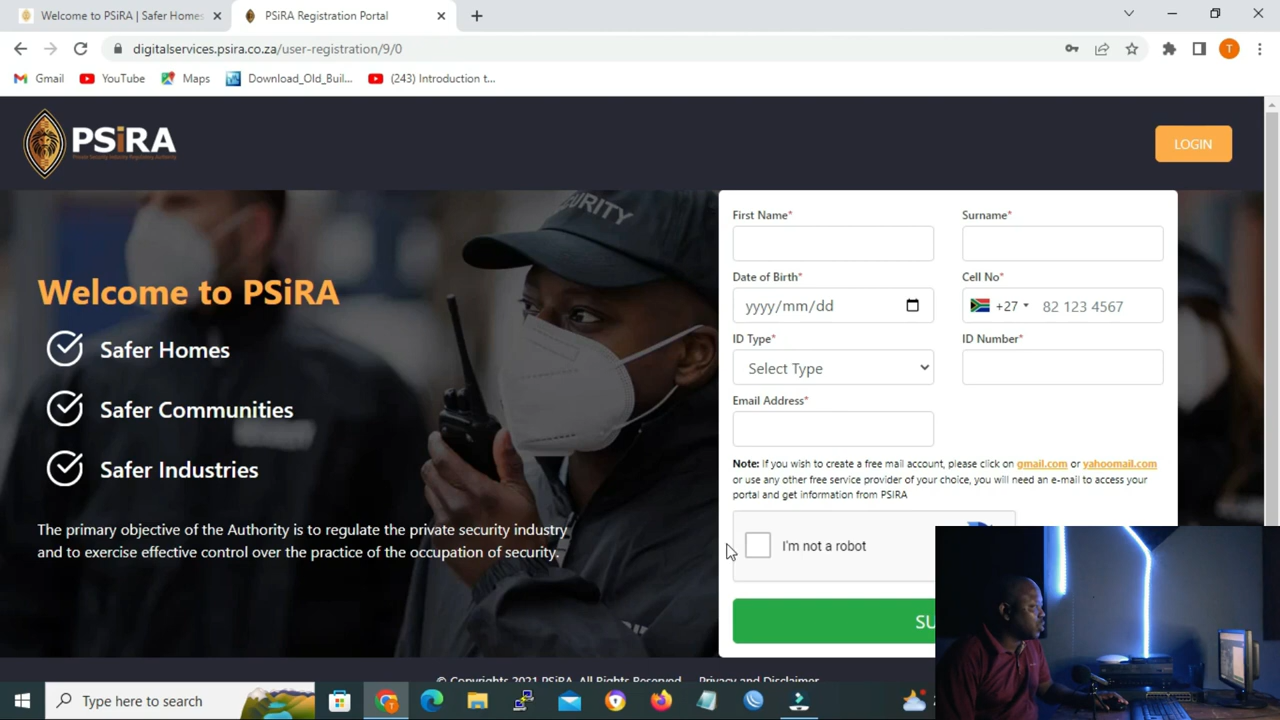 Welcome to PSiRA | Safer Homes
PSiRA Registration Portal
digitalservices.psira.co.za/user-registration/9/0
T
Gmail
YouTube
Maps
Download_Old_Buil...
(243) Introduction t...
PSiRA
Private Security Industry Regulatory Authority
LOGIN
SECURITY
Welcome to PSiRA
Safer Homes
Safer Communities
Safer Industries
The primary objective of the Authority is to regulate the private security industry
and to exercise effective control over the practice of the occupation of security.
First Name* Surname*
Date of Birth* Cell No*
yyyy/mm/dd +27 82 123 4567
ID Type* ID Number*
Select Type
Email Address*
Note: If you wish to create a free mail account, please click on gmail.com or yahoomail.com
or use any other free service provider of your choice, you will need an e-mail to access your
portal and get information from PSIRA
I'm not a robot
SU
© Copyrights 2021 PSiRA. All Rights Reserved Privacy and Disclaimer
Type here to search